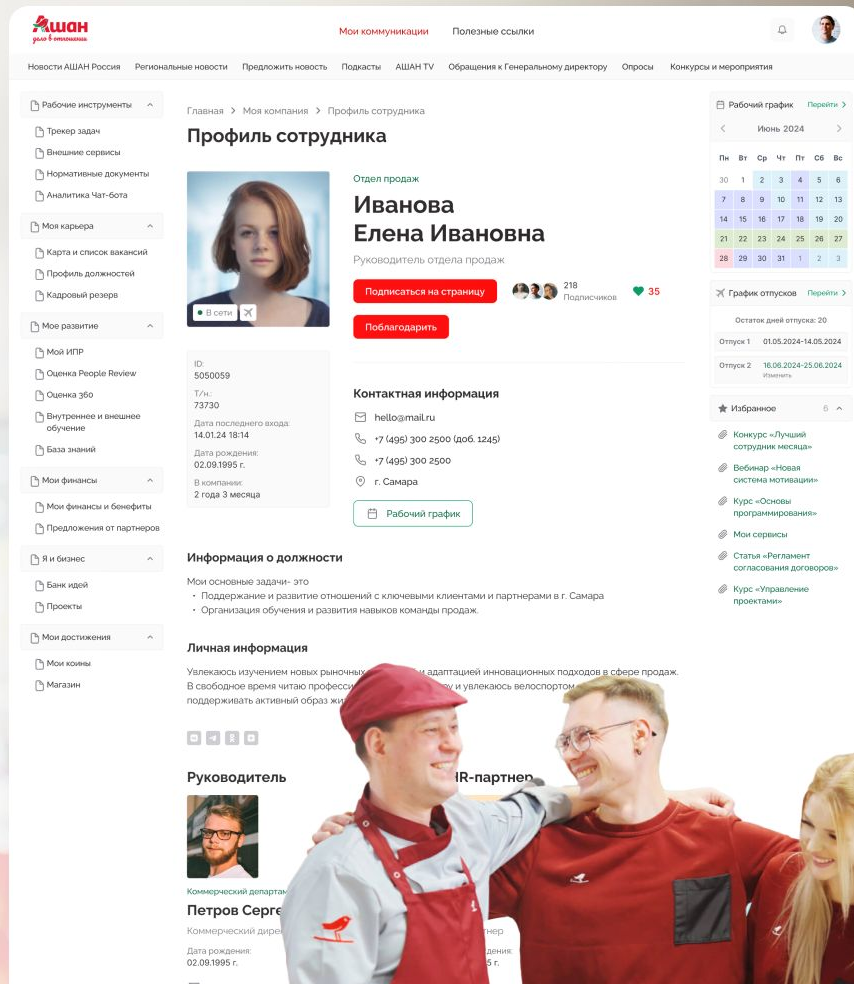 Ашан
дело в отношении
Мои коммуникации
Полезные ссылки
Новости АШАН Россия
Региональные новости
Предложить новость
Подкасты
АШАН TV
Обращения к Генеральному директору
Опросы
Конкурсы и мероприятия
Рабочие инструменты
Трекер задач
Внешние сервисы
Нормативные документы
Аналитика Чат-бота
Моя карьера
Карта и список вакансий
Профиль должностей
Кадровый резерв
Мое развитие
Мой ИПР
Оценка People Review
Оценка 360
Внутреннее и внешнее
обучение
База знаний
Мои финансы
Мои финансы и бенефиты
Предложения от партнеров
Я и бизнес
Банк идей
Проекты
Мои достижения
Мои коины
Магазин
Главная > Моя компания > Профиль сотрудника
Профиль сотрудника
В сети
Отдел продаж
Иванова
Елена Ивановна
Руководитель отдела продаж
Подписаться на страницу
218
Подписчиков
35
Поблагодарить
ID:
5050059
Т/н.:
73730
Дата последнего входа:
14.01.24 18:14
Дата рождения:
02.09.1995 г.
В компании:
2 года 3 месяца
Контактная информация
hello@mail.ru
+7 (495) 300 2500 (доб. 1245)
+7 (495) 300 2500
г. Самара
Рабочий график
Информация о должности
Мои основные задачи- это
• Поддержание и развитие отношений с ключевыми клиентами и партнерами в г. Самара
• Организация обучения и развития навыков команды продаж.
Личная информация
Увлекаюсь изучением новых рыночных и адаптацией инновационных подходов в сфере продаж.
В свободное время читаю и увлекаюсь велоспортом
поддерживать активный образ
Руководитель
HR-партнер
Коммерческий
Петров
Коммерческий
Дата рождения:
02.09.1995 г.
Рабочий график
Перейти >
Июнь 2024
Пн Вт Ср Чт Пт Сб Вс
30 1 2 3 4 5 6
7 8 9 10 11 12 13
14 15 16 17 18 19 20
21 22 23 24 25 26 27
28 29 30 31 1 2 3
График отпусков
Перейти >
Остаток дней отпуска: 20
Отпуск 1 01.05.2024-14.05.2024
Отпуск 2 16.06.2024-25.06.2024
Изменить
Избранное
6
Конкурс «Лучший
сотрудник месяца»
Вебинар «Новая
система мотивации»
Курс «Основы
программирования»
Мои сервисы
Статья «Регламент
согласования договоров»
Курс «Управление
проектами»